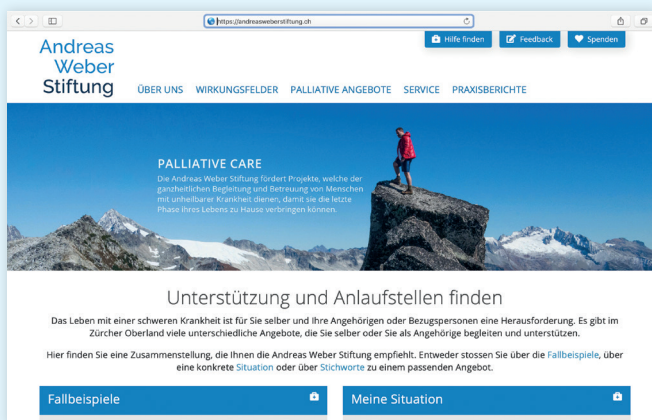 https://andreasweberstiftung.ch
Hilfe finden
Feedback
Spenden
Andreas
Weber
Stiftung
ÜBER UNS WIRKUNGSFELDER PALLIATIVE ANGEBOTE SERVICE PRAXISBERICHTE
PALLIATIVE CARE
Die Andreas Weber Stiftung fördert Projekte, welche der
ganzheitlichen Begleitung und Betreuung von Menschen
mit unheilbarer Krankheit dienen, damit sie die letzte
Phase ihres Lebens zu Hause verbringen können.
Unterstützung und Anlaufstellen finden
Das Leben mit einer schweren Krankheit ist für Sie selber und Ihre Angehörigen oder Bezugspersonen eine Herausforderung. Es gibt im
Zürcher Oberland viele unterschiedliche Angebote, die Sie selber oder Sie als Angehörige begleiten und unterstützen.
Hier finden Sie eine Zusammenstellung, die Ihnen die Andreas Weber Stiftung empfiehlt. Entweder stossen Sie über die Fallbeispiele, über
eine konkrete Situation oder über Stichworte zu einem passenden Angebot.
Fallbeispiele
Meine Situation